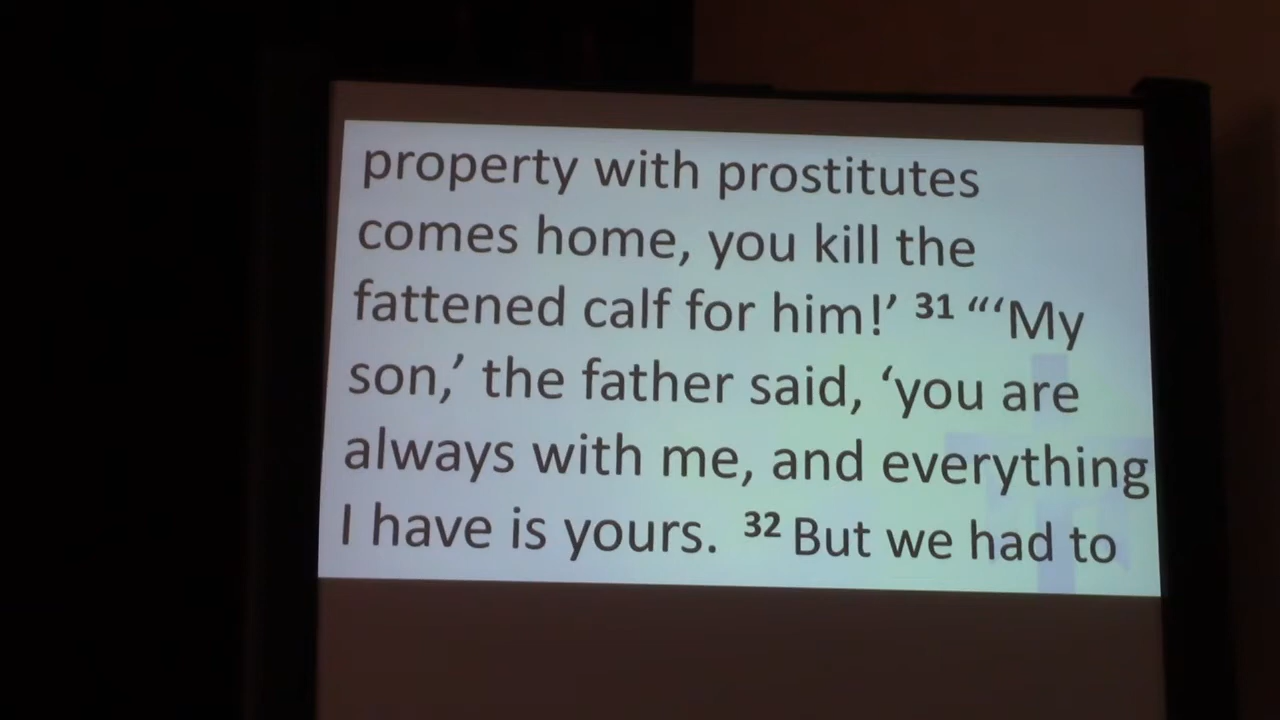 property with prostitutes
comes home, you kill the
fattened calf for him!’ 31 “‘My
son,’ the father said, ‘you are
always with me, and everything
I have is yours. 32 But we had to